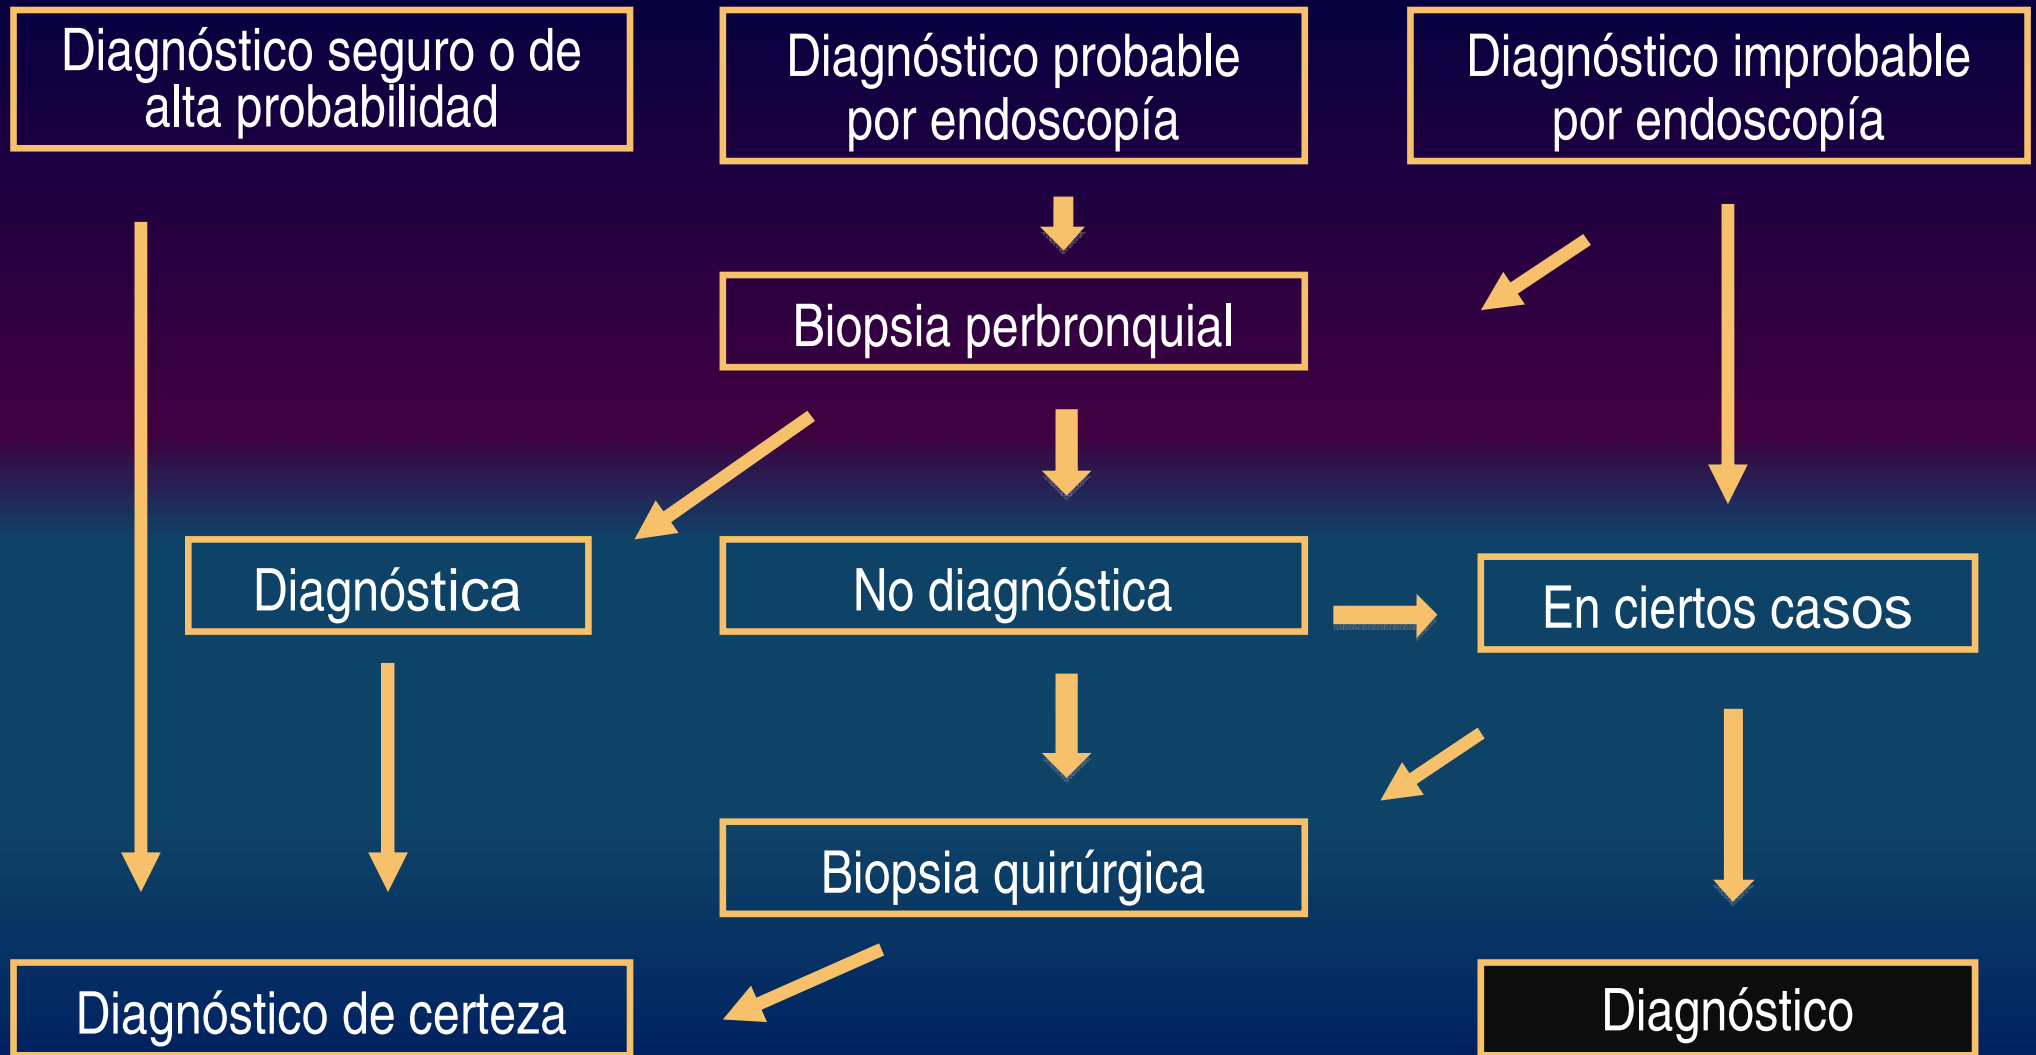 Diagnóstico seguro o de
alta probabilidad
Diagnóstico probable
por endoscopía
Diagnóstico improbable
por endoscopía
Biopsia perbronquial
Diagnóstica
No diagnóstica
En ciertos casos
Biopsia quirúrgica
Diagnóstico de certeza
Diagnóstico